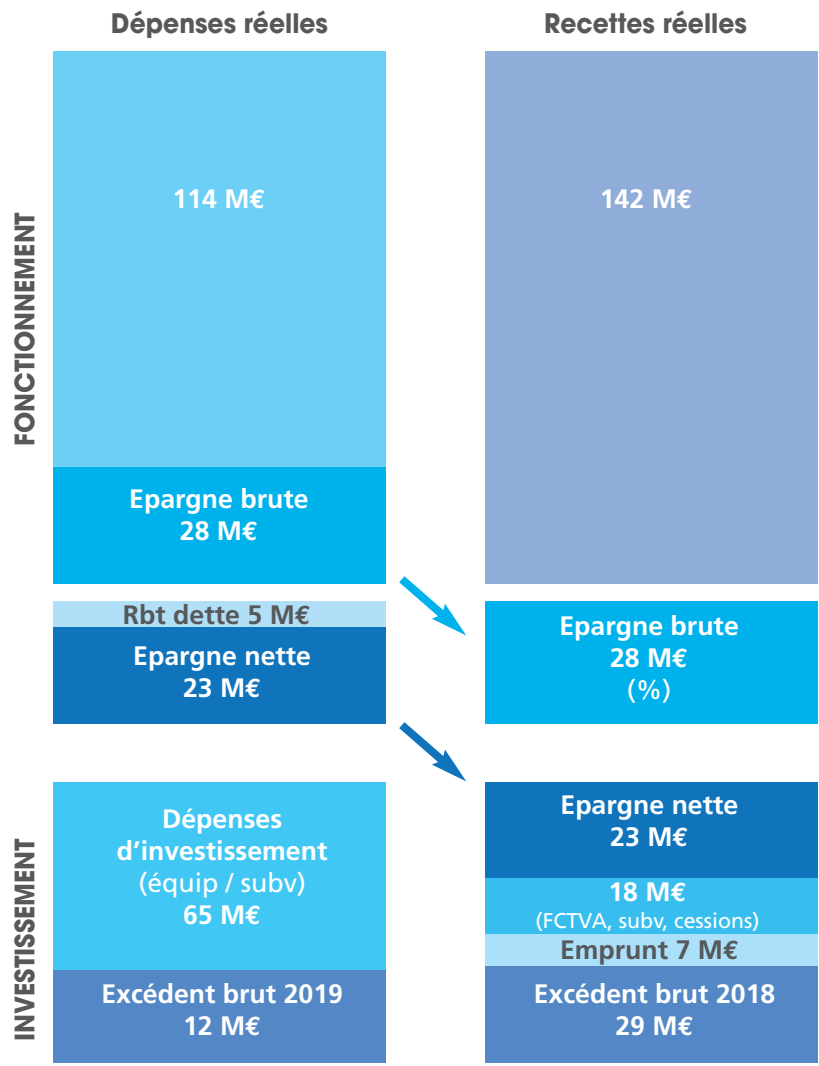 Dépenses réelles
Recettes réelles
FONCTIONNEMENT
114 M€
142 M€
Epargne brute
28 M€
Rbt dette 5 M€
Epargne nette
23 M€
Epargne brute
28 M€
(%)
INVESTISSEMENT
Dépenses
d'investissement
(équip / subv)
65 M€
Excédent brut 2019
12 M€
Epargne nette
23 M€
18 M€
(FCTVA, subv, cessions)
Emprunt 7 M€
Excédent brut 2018
29 M€